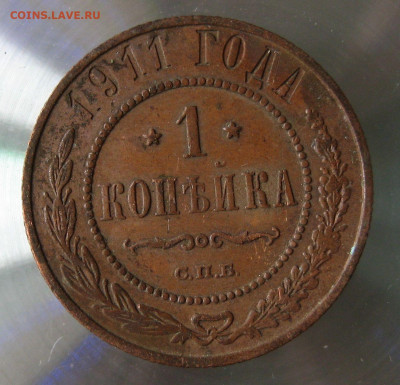 COINS.LAVE.RU
1911 ГОДА
1
КОПѢЙКА
С.П.Б.